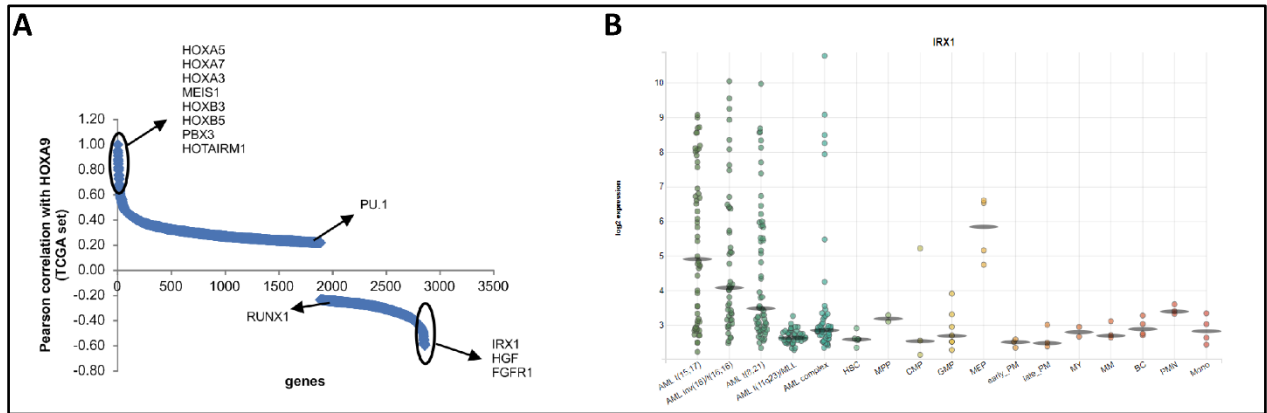 A
HOXA5
HOXA7
HOXA3
MEIS1
HOXB3
HOXB5
PBX3
HOTAIRM1
Pearson correlation with HOXA9
(TCGA set)
1.20
1.00
0.80
0.60
0.40
0.20
0.00
-0.20
-0.40
-0.60
-0.80
0
500
1000
1500
2000
2500
3000
3500
PU.1
RUNX1
IRX1
HGF
FGFR1
genes
B
IRX1
log2 expression
10
9
8
7
6
5
4
3
AML t(15;17)
AML inv(16)/t(16;16)
AML t(8;21)
AML t(11q23)/MLL
AML complex
HSC
MPP
CMP
GMP
MEP
early_PM
late_PM
MY
MM
BC
PMN
Mono